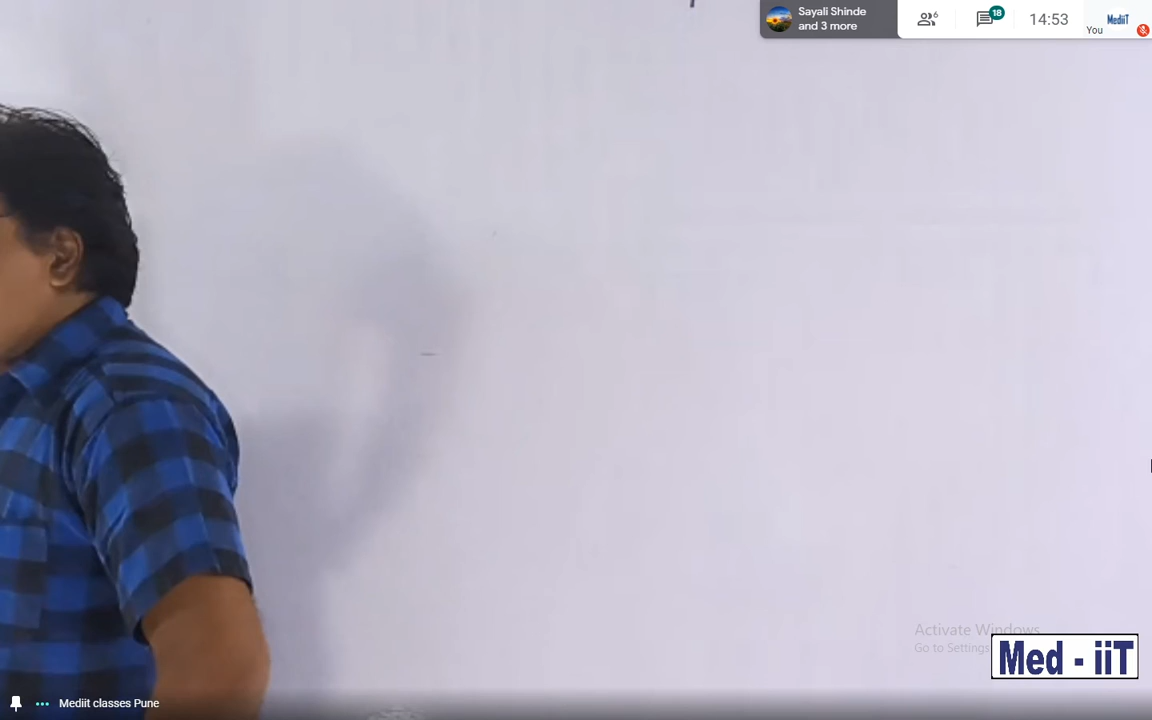 Sayali Shinde
and 3 more
6
18
14:53
MediiT
You
Activate Windows
Go to Settings
Med - iiT
Mediit classes Pune